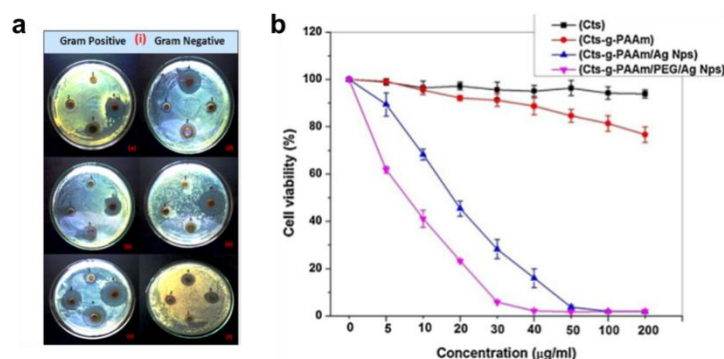 a
Gram Positive (i) Gram Negative
(a)
(d)
(b)
(e)
(c)
(f)
b
(Cts)
(Cts-g-PAAm)
(Cts-g-PAAm/Ag Nps)
(Cts-g-PAAm/PEG/Ag Nps)
Cell viability (%)
120
100
80
60
40
20
0
0 5 10 20 30 40 50 100 200
Concentration (μg/ml)